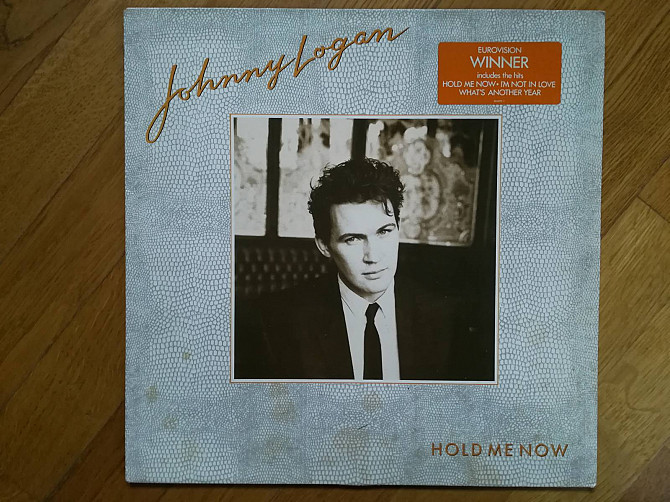 Johnny Logan
EUROVISION
WINNER
includes the hits
HOLD ME NOW • I'M NOT IN LOVE
WHAT'S ANOTHER YEAR
HOLD ME NOW